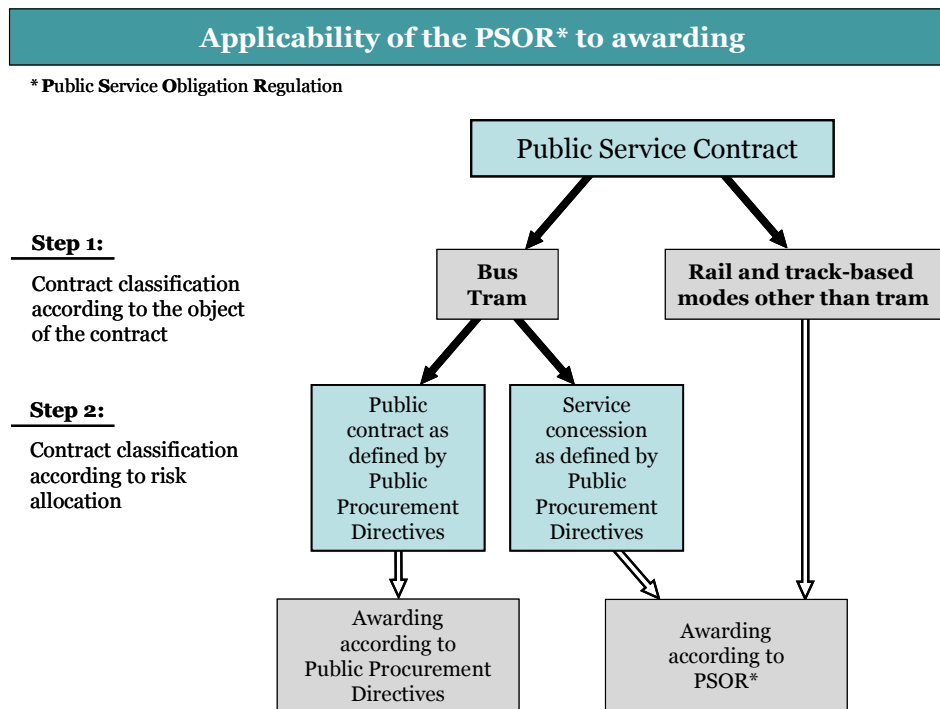 Applicability of the PSOR* to awarding
* Public Service Obligation Regulation
Public Service Contract
Step 1:
Contract classification
according to the object
of the contract
Bus
Tram
Rail and track-based
modes other than tram
Step 2:
Contract classification
according to risk
allocation
Public
contract as
defined by
Public
Procurement
Directives
Service
concession
as defined by
Public
Procurement
Directives
Awarding
according to
Public Procurement
Directives
Awarding
according to
PSOR*